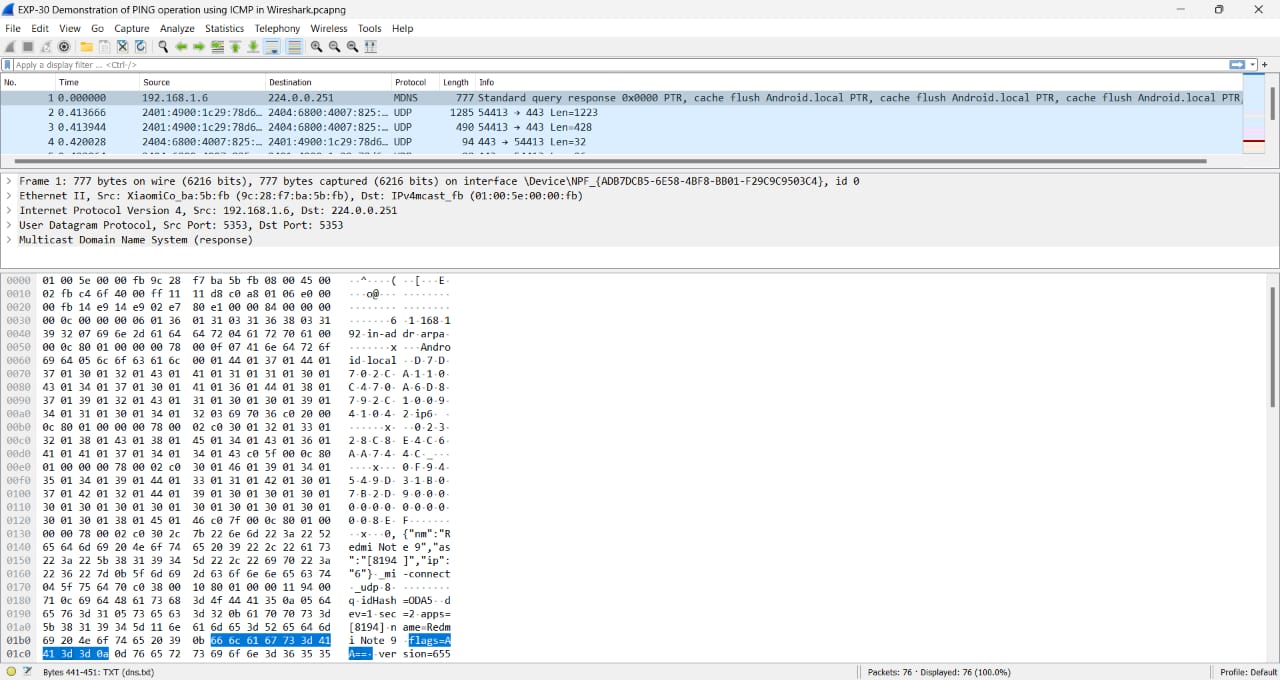 EXP-30 Demonstration of PING operation using ICMP in Wireshark.pcapng
File Edit View Go Capture Analyze Statistics Telephony Wireless Tools Help
Apply a display filter … <Ctrl-/>
No. Time Source Destination Protocol Length Info
1 0.000000 192.168.1.6 224.0.0.251 MDNS 777 Standard query response 0x0000 PTR, cache flush Android.local PTR, cache flush Android.local PTR, cache flush Android.local PTR,
2 0.413666 2401:4900:1c29:78d6… 2404:6800:4007:825:… UDP 1285 54413 → 443 Len=1223
3 0.413944 2401:4900:1c29:78d6… 2404:6800:4007:825:… UDP 490 54413 → 443 Len=428
4 0.420028 2404:6800:4007:825:… 2401:4900:1c29:78d6… UDP 94 443 → 54413 Len=32
Frame 1: 777 bytes on wire (6216 bits), 777 bytes captured (6216 bits) on interface \Device\NPF_{ADB7DCB5-6E58-4BF8-BB01-F29C9C9503C4}, id 0
Ethernet II, Src: XiaomiCo_ba:5b:fb (9c:28:f7:ba:5b:fb), Dst: IPv4mcast_fb (01:00:5e:00:00:fb)
Internet Protocol Version 4, Src: 192.168.1.6, Dst: 224.0.0.251
User Datagram Protocol, Src Port: 5353, Dst Port: 5353
Multicast Domain Name System (response)
0000 01 00 5e 00 00 fb 9c 28 f7 ba 5b fb 08 00 45 00 ··^····( ··[···E·
0010 02 fb c4 6f 40 00 ff 11 11 d8 c0 a8 01 06 e0 00 ···o@··· ········
0020 00 fb 14 e9 14 e9 02 e7 80 e1 00 00 84 00 00 00 ········ ········
0030 00 0c 00 00 00 06 01 36 01 31 03 31 36 38 03 31 ·······6 ·1·168·1
0040 39 32 07 69 6e 2d 61 64 64 72 04 61 72 70 61 00 92·in-ad dr·arpa·
0050 00 0c 80 01 00 00 00 78 00 0f 07 41 6e 64 72 6f ·······x ···Andro
0060 69 64 05 6c 6f 63 61 6c 00 01 44 01 37 01 44 01 id·local ··D·7·D·
0070 37 01 30 01 32 01 43 01 41 01 31 01 31 01 30 01 7·0·2·C· A·1·1·0·
0080 43 01 34 01 37 01 30 01 41 01 36 01 44 01 38 01 C·4·7·0· A·6·D·8·
0090 37 01 39 01 32 01 43 01 31 01 30 01 30 01 39 01 7·9·2·C· 1·0·0·9·
00a0 34 01 31 01 30 01 34 01 32 03 69 70 36 c0 20 00 4·1·0·4· 2·ip6· ·
00b0 0c 80 01 00 00 00 78 00 02 c0 30 01 32 01 33 01 ······x· ··0·2·3·
00c0 32 01 38 01 43 01 38 01 45 01 34 01 43 01 36 01 2·8·C·8· E·4·C·6·
00d0 41 01 41 01 37 01 34 01 34 01 43 c0 5f 00 0c 80 A·A·7·4· 4·C·_···
00e0 01 00 00 00 78 00 02 c0 30 01 46 01 39 01 34 01 ····x··· 0·F·9·4·
00f0 35 01 34 01 39 01 44 01 33 01 31 01 42 01 30 01 5·4·9·D· 3·1·B·0·
0100 37 01 42 01 32 01 44 01 39 01 30 01 30 01 30 01 7·B·2·D· 9·0·0·0·
0110 30 01 30 01 30 01 30 01 30 01 30 01 30 01 30 01 0·0·0·0· 0·0·0·0·
0120 30 01 30 01 38 01 45 01 46 c0 7f 00 0c 80 01 00 0·0·8·E· F·······
0130 00 00 78 00 02 c0 30 2c 7b 22 6e 6d 22 3a 22 52 ··x···0, {"nm":"R
0140 65 64 6d 69 20 4e 6f 74 65 20 39 22 2c 22 61 73 edmi Not e 9","as
0150 22 3a 22 5b 38 31 39 34 5d 22 2c 22 69 70 22 3a ":"[8194 ]","ip":
0160 22 36 22 7d 0b 5f 6d 69 2d 63 6f 6e 6e 65 63 74 "6"}·_mi -connect
0170 04 5f 75 64 70 c0 38 00 10 80 01 00 00 11 94 00 ·_udp·8· ········
0180 71 0c 69 64 48 61 73 68 3d 4f 44 41 35 0a 05 64 q·idHash =ODA5··d
0190 65 76 3d 31 05 73 65 63 3d 32 0b 61 70 70 73 3d ev=1·sec =2·apps=
01a0 5b 38 31 39 34 5d 11 6e 61 6d 65 3d 52 65 64 6d [8194]·n ame=Redm
01b0 69 20 4e 6f 74 65 20 39 0b 66 6c 61 67 73 3d 41 i Note 9 ·flags=A
01c0 41 3d 3d 0a 0d 76 65 72 73 69 6f 6e 3d 36 35 35 A==··ver sion=655
Bytes 441-451: TXT (dns.txt) Packets: 76 · Displayed: 76 (100.0%) Profile: Default